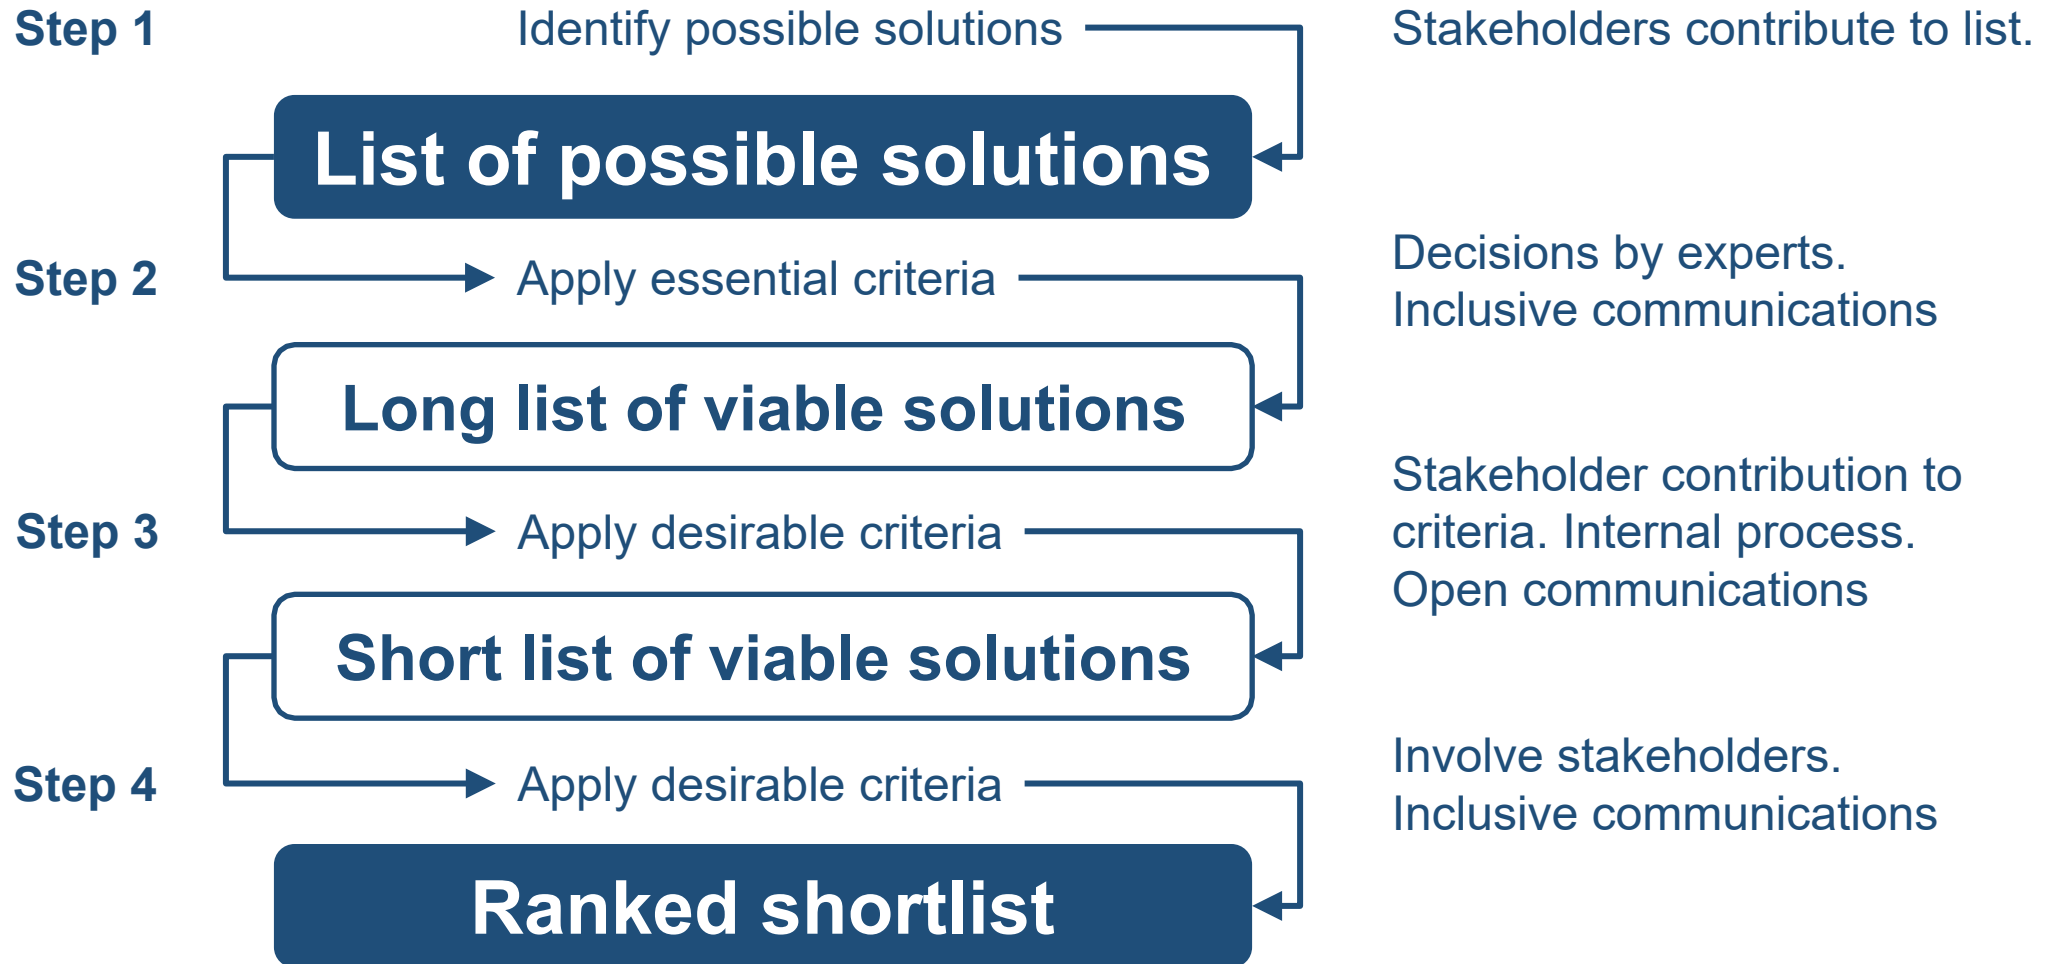 Step 1
Identify possible solutions
Stakeholders contribute to list.
List of possible solutions
Step 2
Apply essential criteria
Decisions by experts.
Inclusive communications
Long list of viable solutions
Step 3
Apply desirable criteria
Stakeholder contribution to
criteria. Internal process.
Open communications
Short list of viable solutions
Step 4
Apply desirable criteria
Involve stakeholders.
Inclusive communications
Ranked shortlist